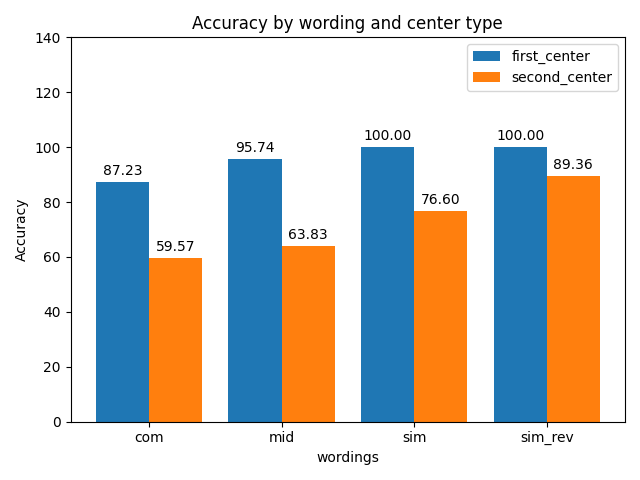 Accuracy by wording and center type
140
120
100
80
60
40
20
0
Accuracy
first_center
second_center
87.23
59.57
95.74
63.83
100.00
76.60
100.00
89.36
com
mid
sim
sim_rev
wordings